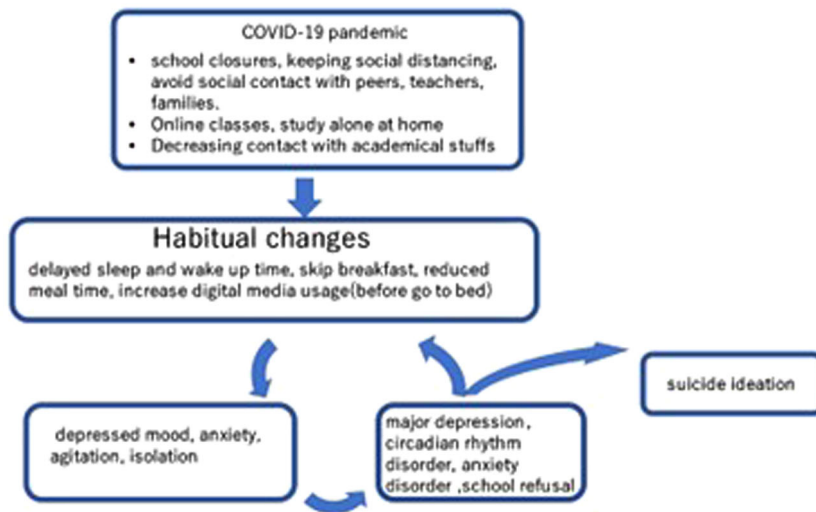 COVID-19 pandemic
• school closures, keeping social distancing,
avoid social contact with peers, teachers,
families.
• Online classes, study alone at home
• Decreasing contact with academical stuffs
Habitual changes
delayed sleep and wake up time, skip breakfast, reduced
meal time, increase digital media usage(before go to bed)
depressed mood, anxiety,
agitation, isolation
major depression,
circadian rhythm
disorder, anxiety
disorder ,school refusal
suicide ideation